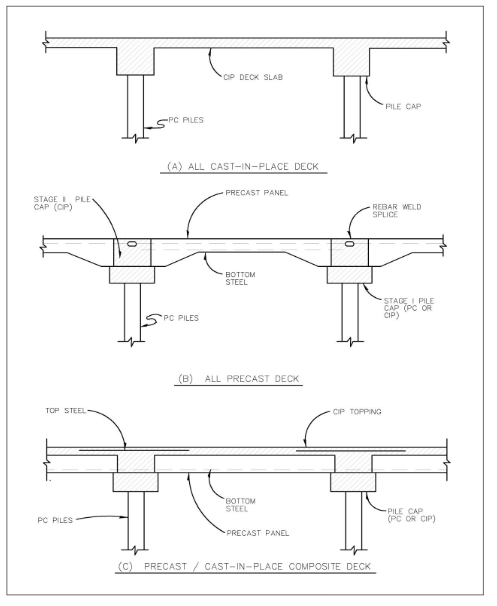 CIP DECK SLAB
PILE CAP
PC PILES
(A) ALL CAST-IN-PLACE DECK
STAGE II PILE
CAP (CIP)
PRECAST PANEL
REBAR WELD
SPLICE
BOTTOM
STEEL
STAGE I PILE
CAP (PC OR
CIP)
PC PILES
(B) ALL PRECAST DECK
TOP STEEL
CIP TOPPING
BOTTOM
STEEL
PILE CAP
(PC OR CIP)
PC PILES
PRECAST PANEL
(C) PRECAST / CAST-IN-PLACE COMPOSITE DECK